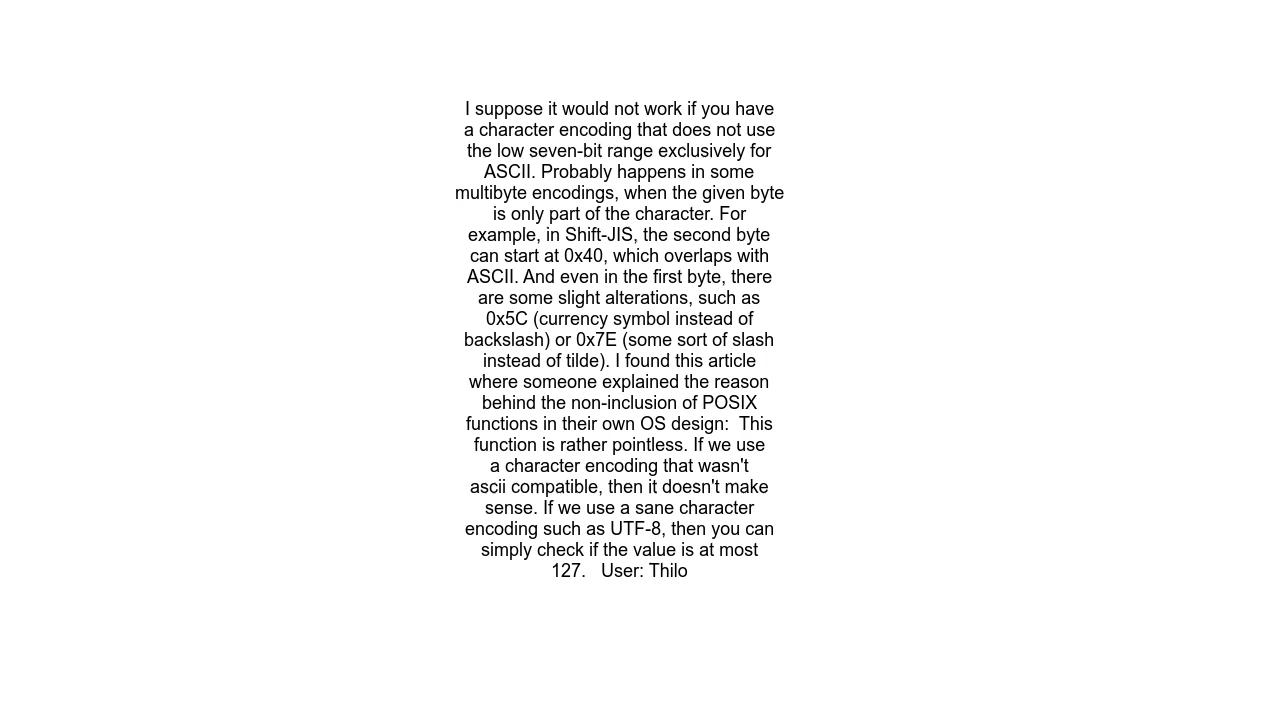 I suppose it would not work if you have
a character encoding that does not use
the low seven-bit range exclusively for
ASCII. Probably happens in some
multibyte encodings, when the given byte
is only part of the character. For
example, in Shift-JIS, the second byte
can start at 0x40, which overlaps with
ASCII. And even in the first byte, there
are some slight alterations, such as
0x5C (currency symbol instead of
backslash) or 0x7E (some sort of slash
instead of tilde). I found this article
where someone explained the reason
behind the non-inclusion of POSIX
functions in their own OS design:  This
function is rather pointless. If we use
a character encoding that wasn't
ascii compatible, then it doesn't make
sense. If we use a sane character
encoding such as UTF-8, then you can
simply check if the value is at most
127.   User: Thilo